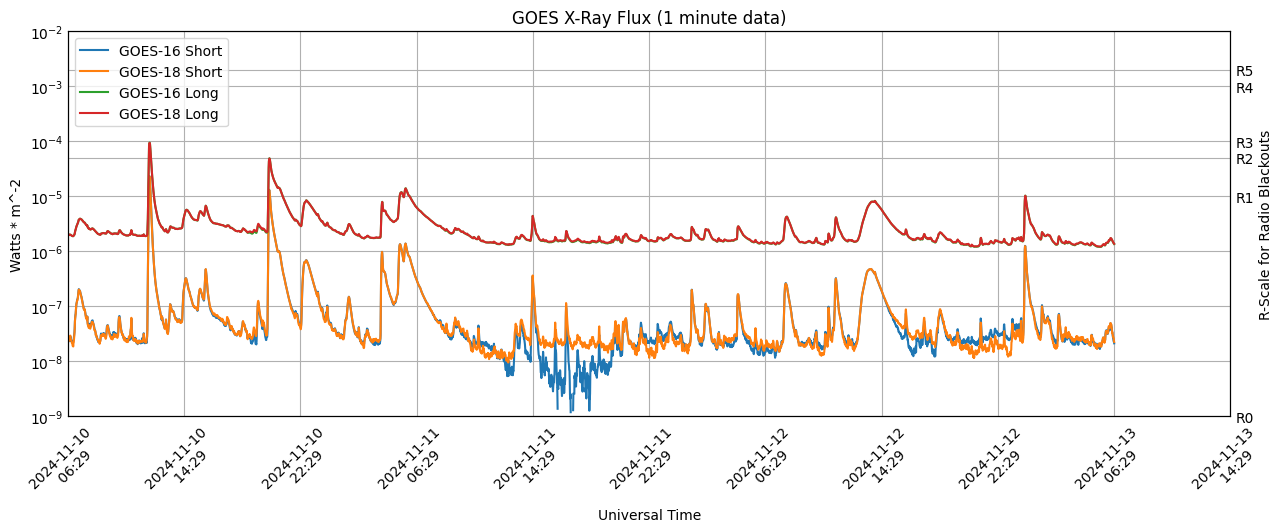 GOES X-Ray Flux (1 minute data)
GOES-16 Short
GOES-18 Short
GOES-16 Long
GOES-18 Long
Watts * m^-2
10^-2
10^-3
10^-4
10^-5
10^-6
10^-7
10^-8
10^-9
R5
R4
R3
R2
R1
R0
R-Scale for Radio Blackouts
2024-11-10
06:29
2024-11-10
14:29
2024-11-10
22:29
2024-11-11
06:29
2024-11-11
14:29
2024-11-11
22:29
2024-11-12
06:29
2024-11-12
14:29
2024-11-12
22:29
2024-11-13
06:29
2024-11-13
14:29
Universal Time